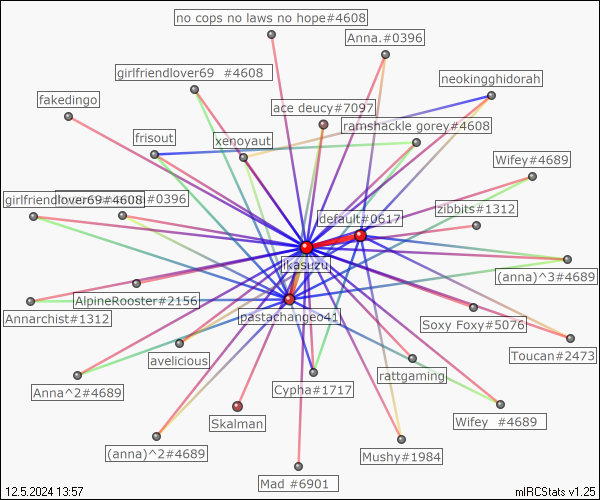 no cops no laws no hope#4608
Anna.#0396
girlfriendlover69 #4608
neokingghidorah
fakedingo
ace deucy#7097
ramshackle gorey#4608
frisout
xenoyaut
Wifey#4689
girlfriendlover69#4608
#0396
zibits#1312
default#0617
jikasuzu
(anna)^3#4689
AlpineRooster#2156
Annarchist#1312
pastachangeo41
Soxy Foxy#5076
Toucan#2473
avelicious
rattgaming
Anna^2#4689
Cypha#1717
Skalman
Wifey #4689
(anna)^2#4689
Mushy#1984
Mad #6901
12.5.2024 13:57
mIRCStats v1.25